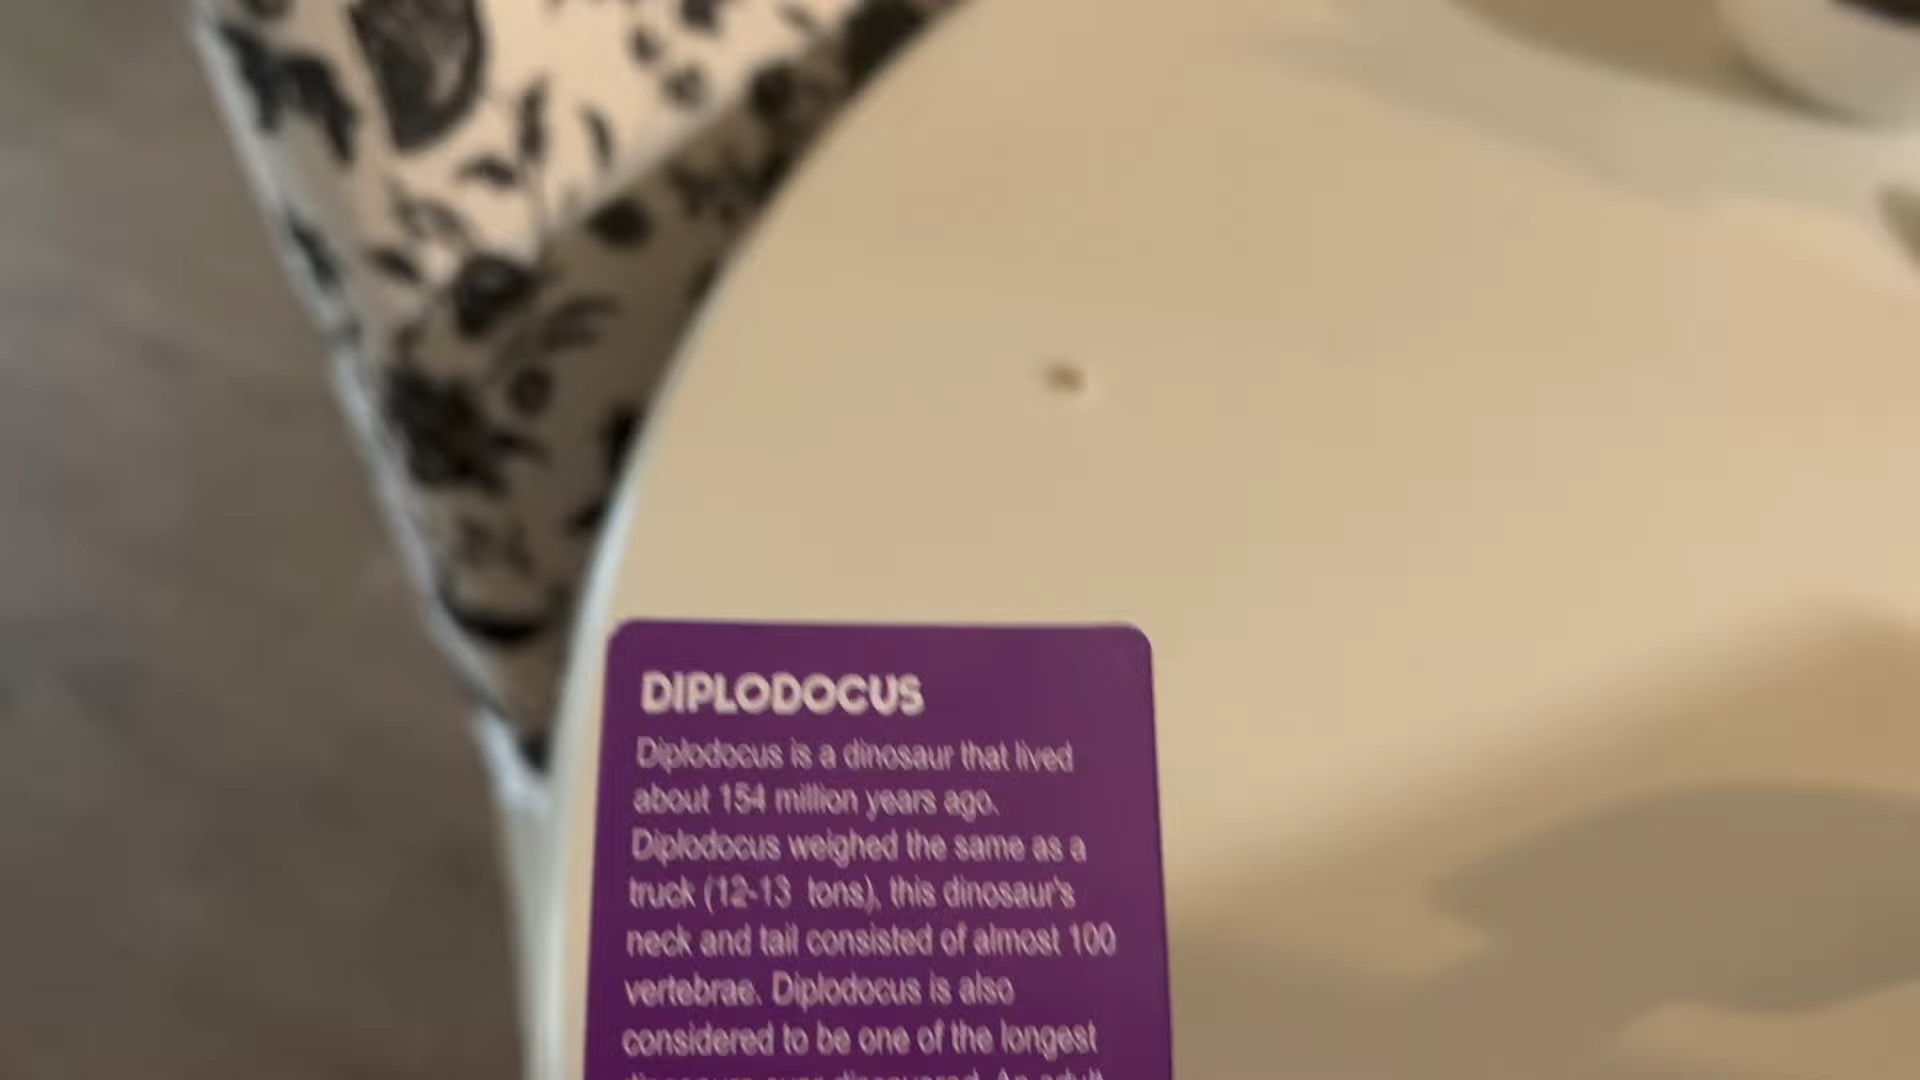 DIPLODOCUS
Diplodocus is a dinosaur that lived
about 154 million years ago.
Diplodocus weighed the same as a
truck (12-13 tons), this dinosaur's
neck and tail consisted of almost 100
vertebrae. Diplodocus is also
considered to be one of the longest